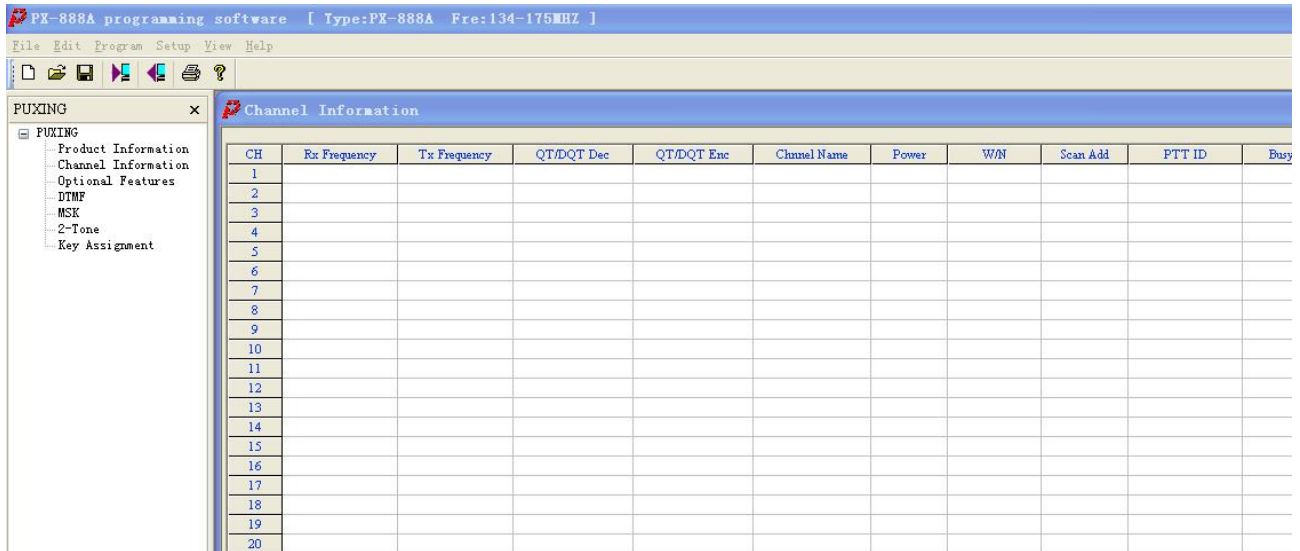 PX-888A programming software [ Type:PX-888A Fre:134-175MHZ ]
File Edit Program Setup View Help
PUXING
PUXING
Product Information
Channel Information
Optional Features
DTMF
MSK
2-Tone
Key Assignment
Channel Information
CH Rx Frequency Tx Frequency QT/DQT Dec QT/DQT Enc Chnnel Name Power W/N Scan Add PTT ID Busy
1
2
3
4
5
6
7
8
9
10
11
12
13
14
15
16
17
18
19
20